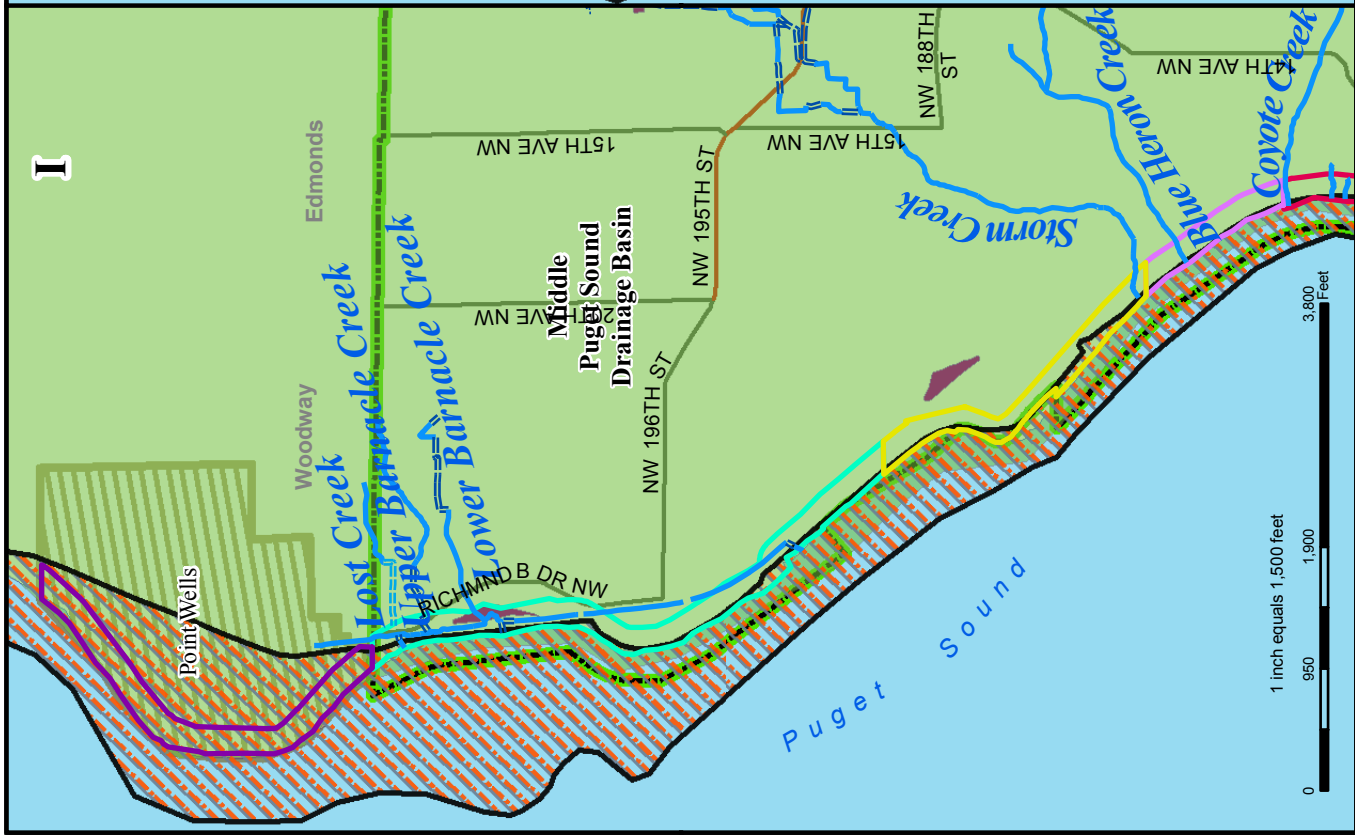 I
Edmonds
Woodway
Lost Creek
Upper Barnacle Creek
Lower Barnacle Creek
Point Wells
RICHMND B DR NW
15TH AVE NW
20TH AVE NW
Middle
Puget Sound
Drainage Basin
NW 195TH ST
NW 196TH ST
15TH AVE NW
NW 188TH
ST
14TH AVE NW
Storm Creek
Blue Heron Creek
Coyote Creek
Puget Sound
1 inch equals 1,500 feet
0 950 1,900 3,800
Feet